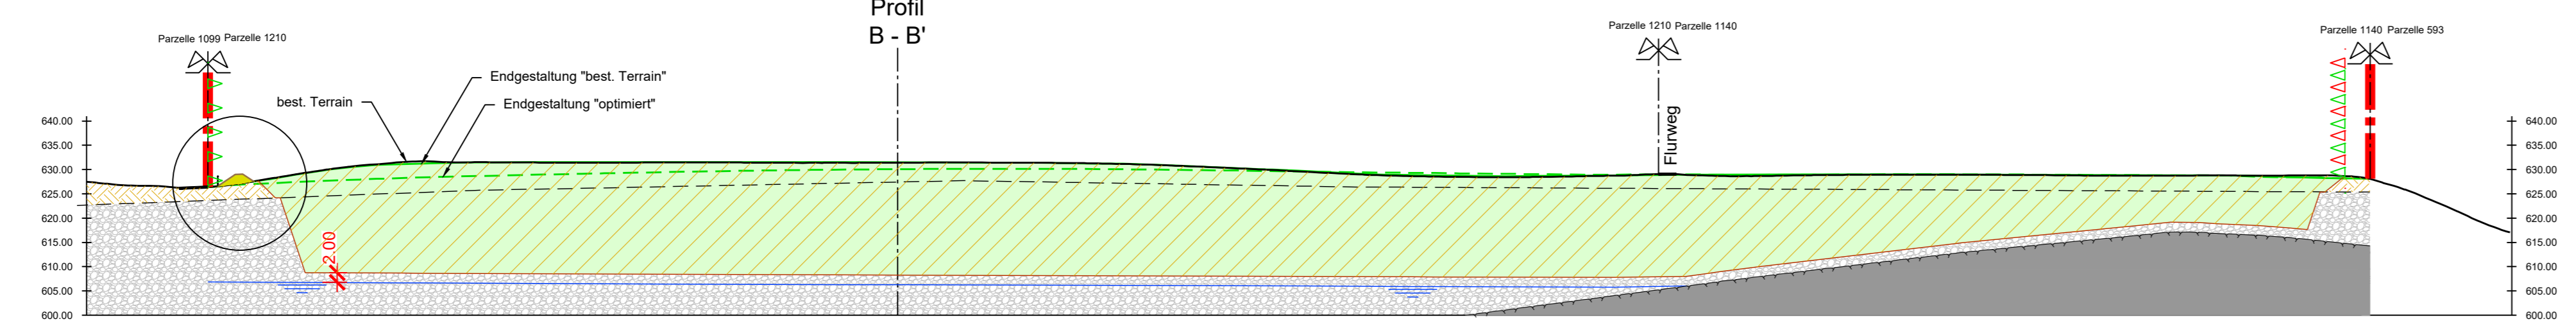 Profil
B - B'
Parzelle 1099 Parzelle 1210
Parzelle 1210 Parzelle 1140
Parzelle 1140 Parzelle 593
Endgestaltung "best. Terrain"
best. Terrain
Endgestaltung "optimiert"
Flurweg
2.00
640.00
635.00
630.00
625.00
620.00
615.00
610.00
605.00
600.00
640.00
635.00
630.00
625.00
620.00
615.00
610.00
605.00
600.00